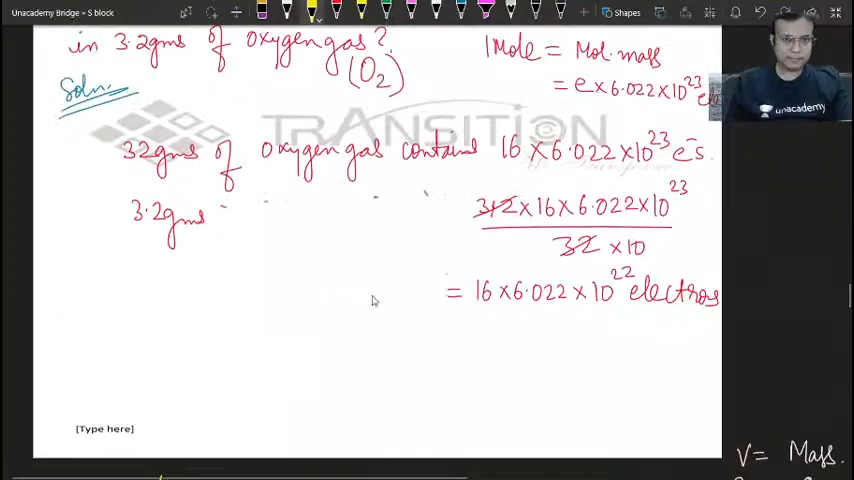 Unacademy Bridge = S block
Shapes
in 3.2gms of oxygen gas?
(O2)
1Mole = Mol. mass
= e × 6.022×10^23
unacademy
Soln.
TRANSITION
32gms of oxygen gas contains 16 × 6.022×10^23 e-s.
3.2gms
3.2×16×6.022×10^23
32 ×10
= 16×6.022×10^22 electrons
[Type here]
V= Mass.